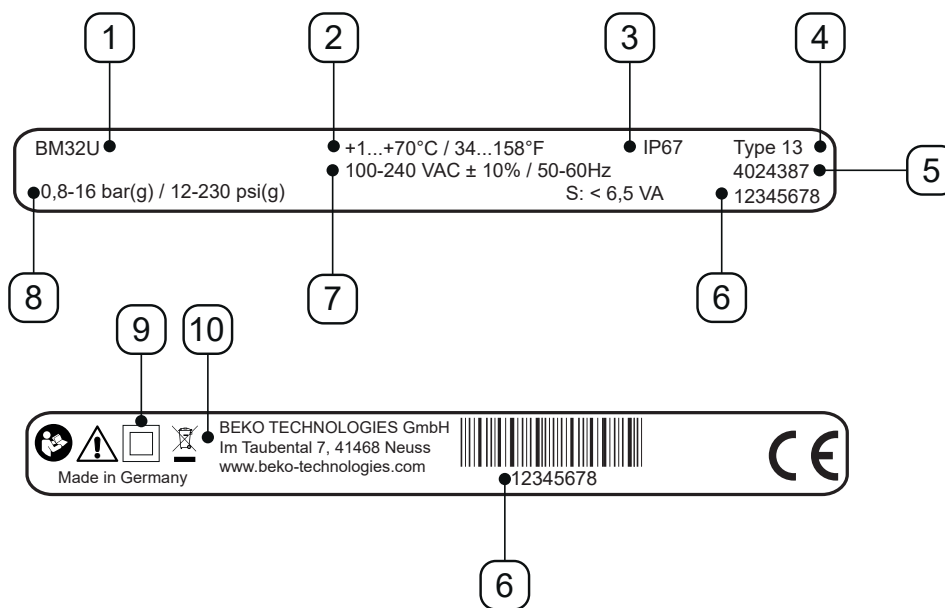 1 2 3 4
BM32U +1...+70°C / 34...158°F IP67 Type 13
100-240 VAC ± 10% / 50-60Hz 4024387 5
0,8-16 bar(g) / 12-230 psi(g) S: < 6,5 VA 12345678
8 7 6
9 10
BEKO TECHNOLOGIES GmbH
Im Taubental 7, 41468 Neuss
www.beko-technologies.com
Made in Germany
12345678
CE
6